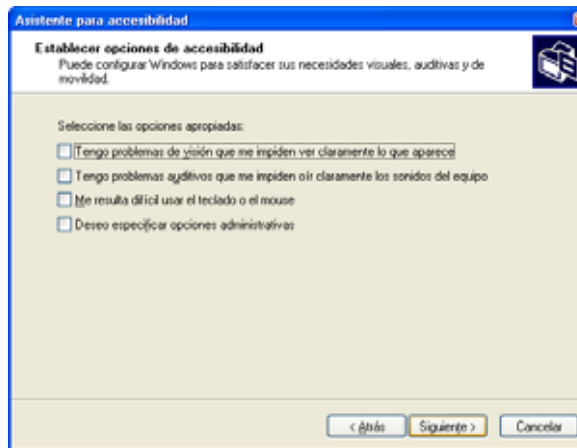 Asistente para accesibilidad
Establecer opciones de accesibilidad
Puede configurar Windows para satisfacer sus necesidades visuales, auditivas y de
movilidad.
Seleccione las opciones apropiadas:
Tengo problemas de visión que me impiden ver claramente lo que aparece
Tengo problemas auditivos que me impiden oír claramente los sonidos del equipo
Me resulta difícil usar el teclado o el mouse
Deseo especificar opciones administrativas
< Atrás Siguiente > Cancelar